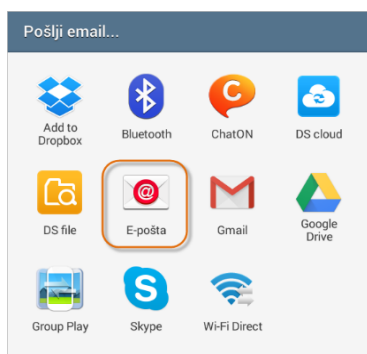 Pošlji email...
Add to
Dropbox
Bluetooth
ChatON
DS cloud
DS file
E-pošta
Gmail
Google
Drive
Group Play
Skype
Wi-Fi Direct